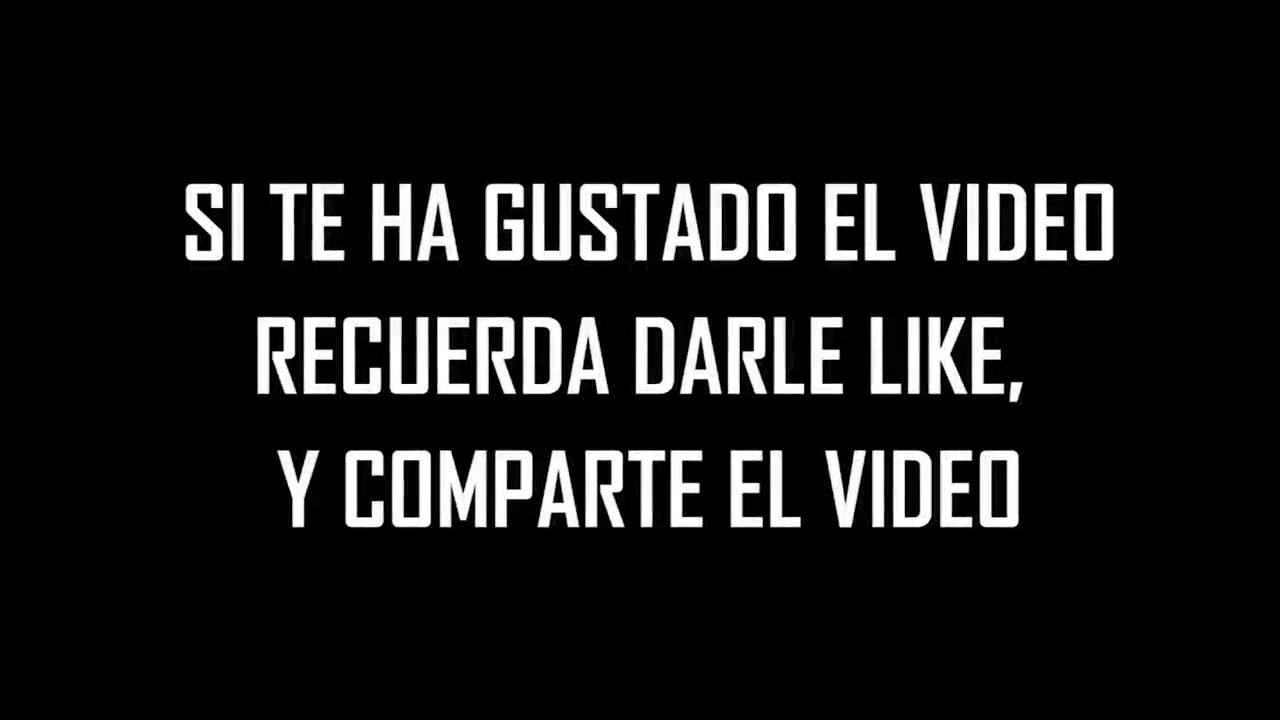 SI TE HA GUSTADO EL VIDEO
RECUERDA DARLE LIKE,
Y COMPARTE EL VIDEO